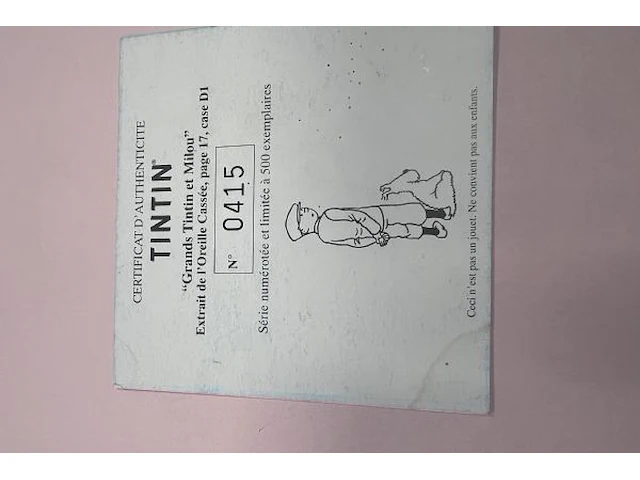 CERTIFICAT D'AUTHENTICITE
TINTIN®
“Grands Tintin et Milou”
Extrait de l'Oreille Cassée, page 17, case D1
N° 0415
Série numérotée et limitée à 500 exemplaires
Ceci n'est pas un jouet. Ne convient pas aux enfants.